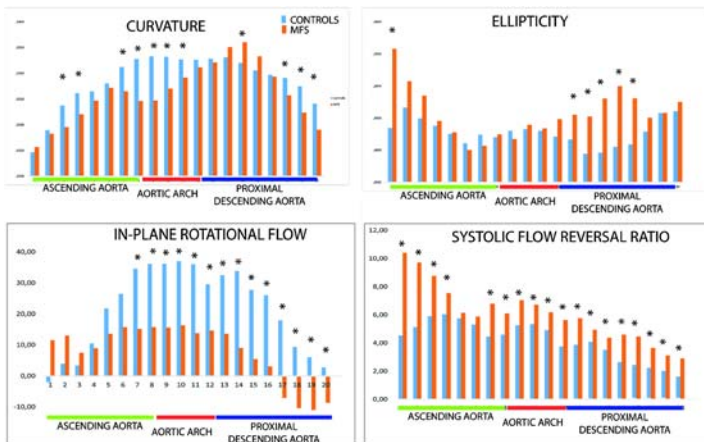 CURVATURE
CONTROLS
MFS
ASCENDING AORTA
AORTIC ARCH
PROXIMAL
DESCENDING AORTA
ELLIPTICITY
ASCENDING AORTA
AORTIC ARCH
PROXIMAL
DESCENDING AORTA
IN-PLANE ROTATIONAL FLOW
40,00
30,00
20,00
10,00
0,00
-10,00
1 2 3 4 5 6 7 8 9 10 11 12 13 14 15 16 17 18 19 20
ASCENDING AORTA
AORTIC ARCH
PROXIMAL
DESCENDING AORTA
SYSTOLIC FLOW REVERSAL RATIO
12,00
10,00
8,00
6,00
4,00
2,00
0,00
ASCENDING AORTA
AORTIC ARCH
PROXIMAL
DESCENDING AORTA